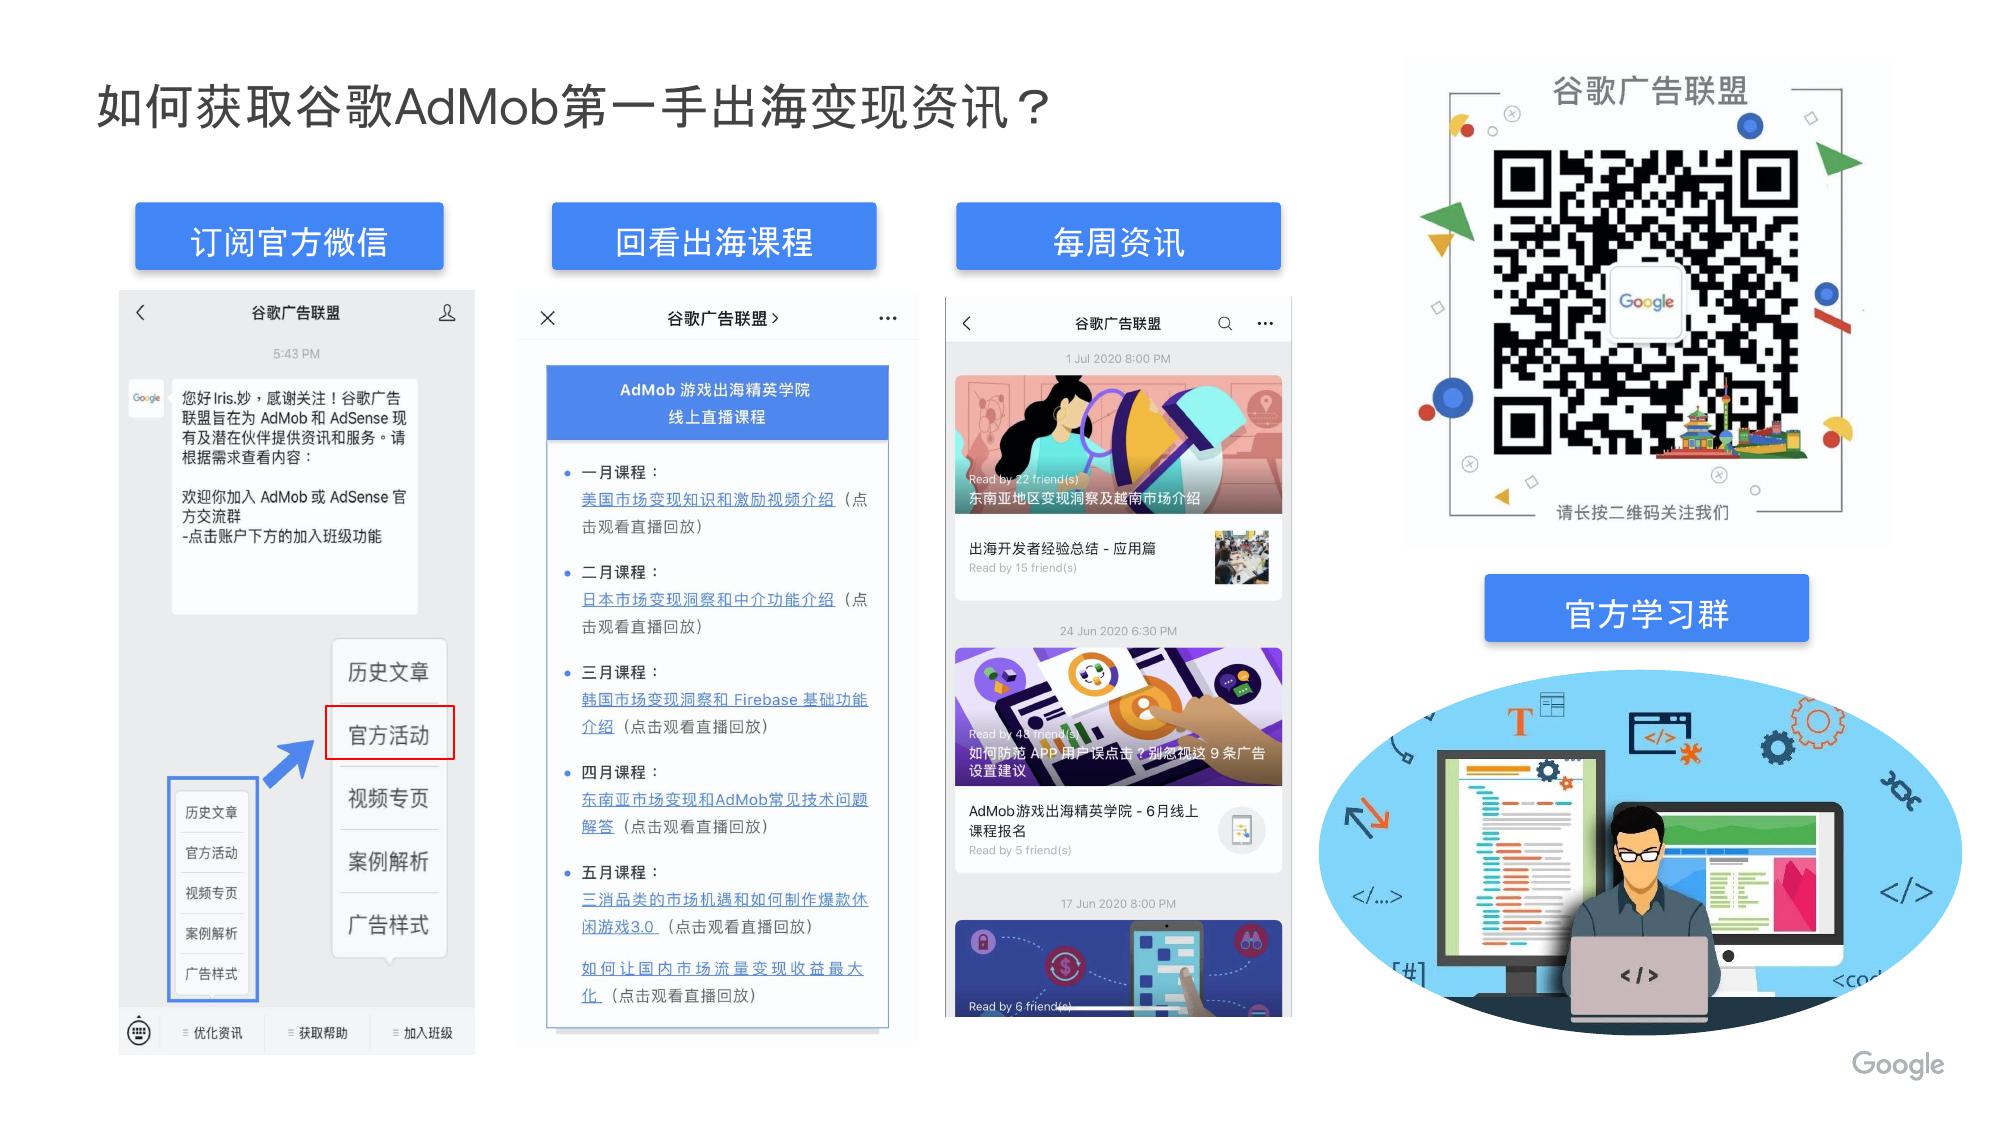 如何获取谷歌AdMob第一手出海变现资讯？
订阅官方微信
谷歌广告联盟
5:43 PM
Google
您好Iris.妙，感谢关注！谷歌广告
联盟旨在为 AdMob 和 AdSense 现
有及潜在伙伴提供资讯和服务。请
根据需求查看内容：
欢迎你加入 AdMob 或 AdSense 官
方交流群
-点击账户下方的加入班级功能
历史文章
官方活动
视频专页
案例解析
广告样式
历史文章
官方活动
视频专页
案例解析
广告样式
优化资讯
获取帮助
加入班级
回看出海课程
谷歌广告联盟
AdMob 游戏出海精英学院
线上直播课程
一月课程：
美国市场变现知识和激励视频介绍（点
击观看直播回放）
二月课程：
日本市场变现洞察和中介功能介绍（点
击观看直播回放）
三月课程：
韩国市场变现洞察和 Firebase 基础功能
介绍（点击观看直播回放）
四月课程：
东南亚市场变现和AdMob常见技术问题
解答（点击观看直播回放）
五月课程：
三消品类的市场机遇和如何制作爆款休
闲游戏3.0 （点击观看直播回放）
如何让国内市场流量变现收益最大
化（点击观看直播回放）
每周资讯
谷歌广告联盟
1 Jul 2020 8:00 PM
Read by 22 friend(s)
东南亚地区变现洞察及越南市场介绍
出海开发者经验总结 - 应用篇
Read by 15 friend(s)
24 Jun 2020 6:30 PM
Read by 48 friend(s)
如何防范 APP 用户误点击？别忽视这 9 条广告
设置建议
AdMob游戏出海精英学院 - 6月线上
课程报名
Read by 5 friend(s)
17 Jun 2020 8:00 PM
Read by 6 friend(s)
谷歌广告联盟
Google
请长按二维码关注我们
官方学习群
T
</>
</...>
</>
[#]
</>
<cod
Google